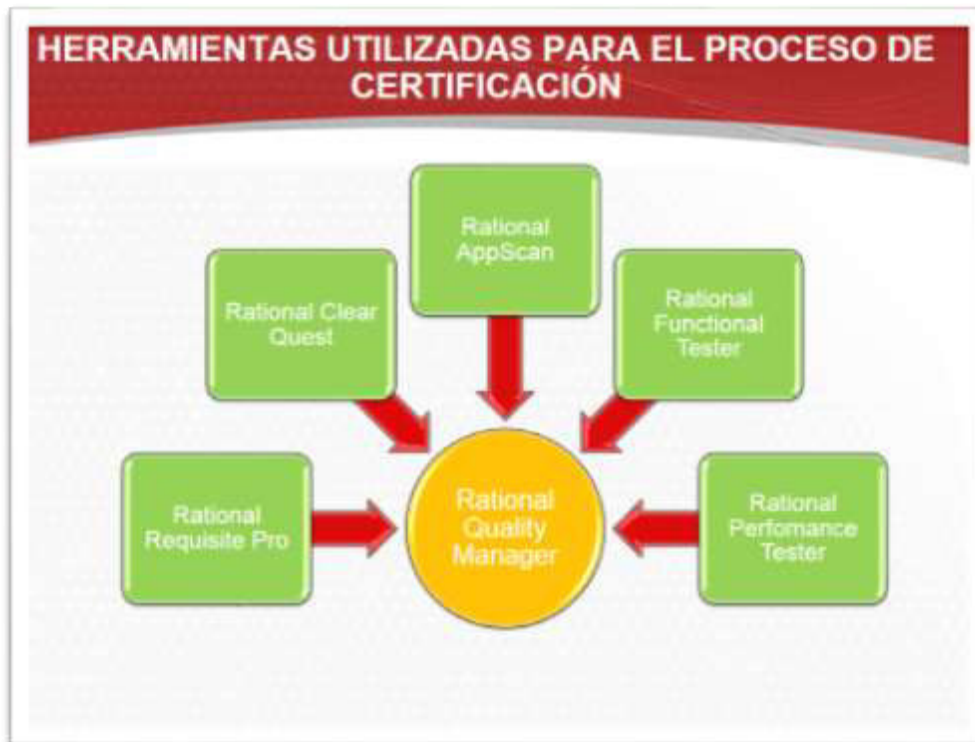 HERRAMIENTAS UTILIZADAS PARA EL PROCESO DE
CERTIFICACIÓN
Rational
AppScan
Rational Clear
Quest
Rational
Functional
Tester
Rational
Requisite Pro
Rational
Quality
Manager
Rational
Perfomance
Tester